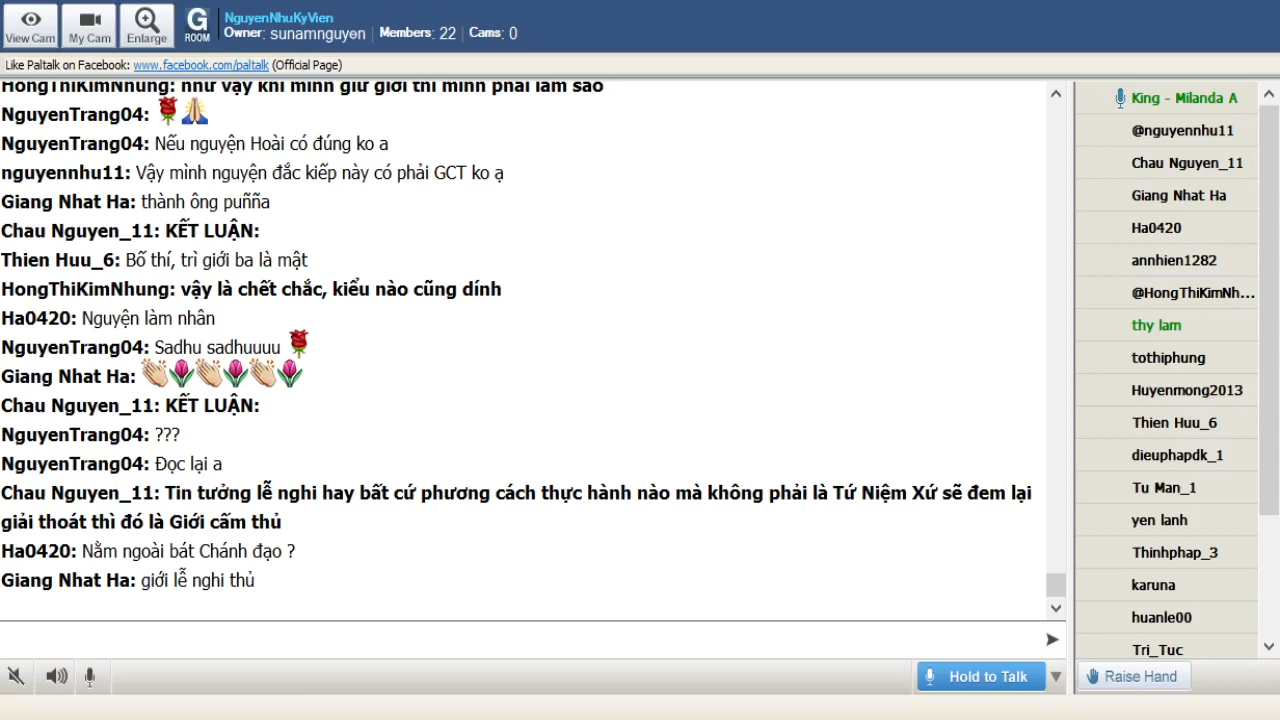 View Cam
My Cam
Enlarge
G
ROOM
NguyenNhuKyVien
Owner: sunamnguyen | Members: 22 | Cams: 0
Like Paltalk on Facebook: www.facebook.com/paltalk (Official Page)
HongThiKimNhung: như vậy khi mình giữ giới thì mình phải làm sao
NguyenTrang04: 🌹🙏
NguyenTrang04: Nếu nguyện Hoài có đúng ko a
nguyennhu11: Vậy mình nguyện đắc kiếp này có phải GCT ko ạ
Giang Nhat Ha: thành ông puñña
Chau Nguyen_11: KẾT LUẬN:
Thien Huu_6: Bố thí, trì giới ba là mật
HongThiKimNhung: vậy là chết chắc, kiểu nào cũng dính
Ha0420: Nguyện làm nhân
NguyenTrang04: Sadhu sadhuuuu 🌹
Giang Nhat Ha: 👏🌷👏🌷👏🌷
Chau Nguyen_11: KẾT LUẬN:
NguyenTrang04: ???
NguyenTrang04: Đọc lại a
Chau Nguyen_11: Tin tưởng lễ nghi hay bất cứ phương cách thực hành nào mà không phải là Tứ Niệm Xứ sẽ đem lại
giải thoát thì đó là Giới cấm thủ
Ha0420: Nằm ngoài bát Chánh đạo ?
Giang Nhat Ha: giới lễ nghi thủ
King - Milanda A
@nguyennhu11
Chau Nguyen_11
Giang Nhat Ha
Ha0420
annhien1282
@HongThiKimNh...
thy lam
tothiphung
Huyenmong2013
Thien Huu_6
dieuphapdk_1
Tu Man_1
yen lanh
Thinhphap_3
karuna
huanle00
Tri_Tuc
Hold to Talk
Raise Hand